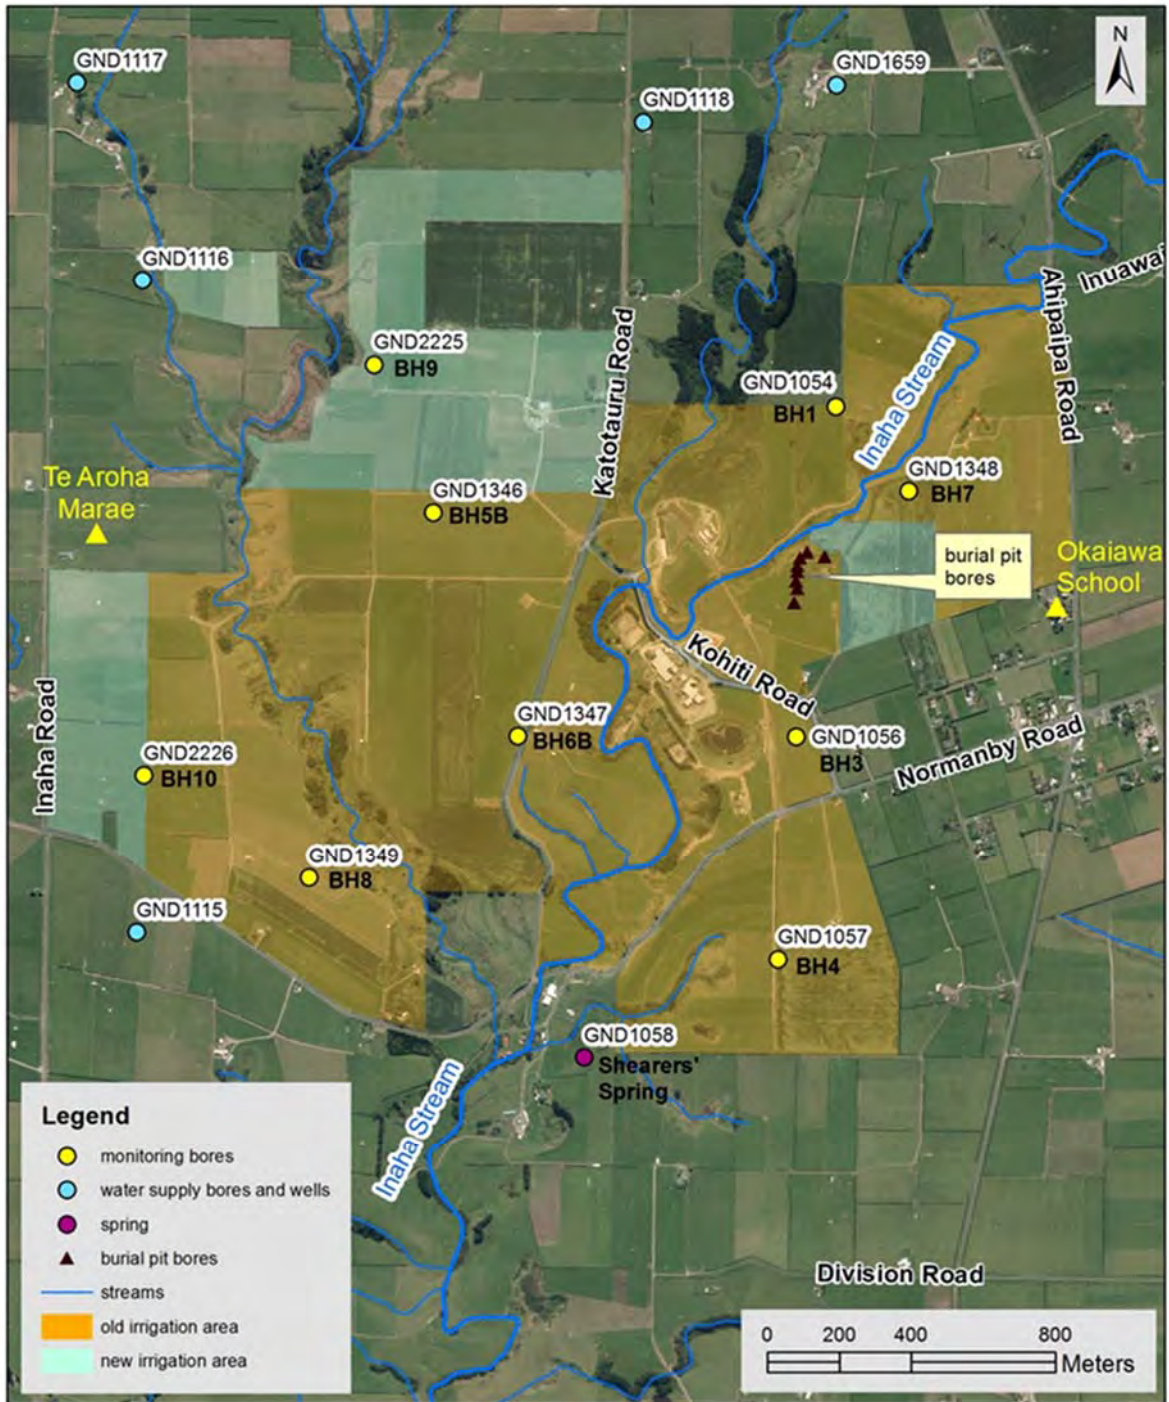 N
GND1117
GND1659
GND1118
GND1116
Inuawai
Ahipaipa Road
GND2225
BH9
Katotauru Road
GND1054
BH1
Inaha Stream
GND1348
BH7
Te Aroha
Marae
GND1346
BH5B
burial pit
bores
Okaiawa
School
Kohiti Road
GND1347
BH6B
GND1056
BH3
Normanby Road
Inaha Road
GND2226
BH10
GND1349
BH8
GND1115
GND1057
BH4
GND1058
Shearers'
Spring
Inaha Stream
Legend
monitoring bores
water supply bores and wells
spring
burial pit bores
streams
old irrigation area
new irrigation area
Division Road
0 200 400 800
Meters